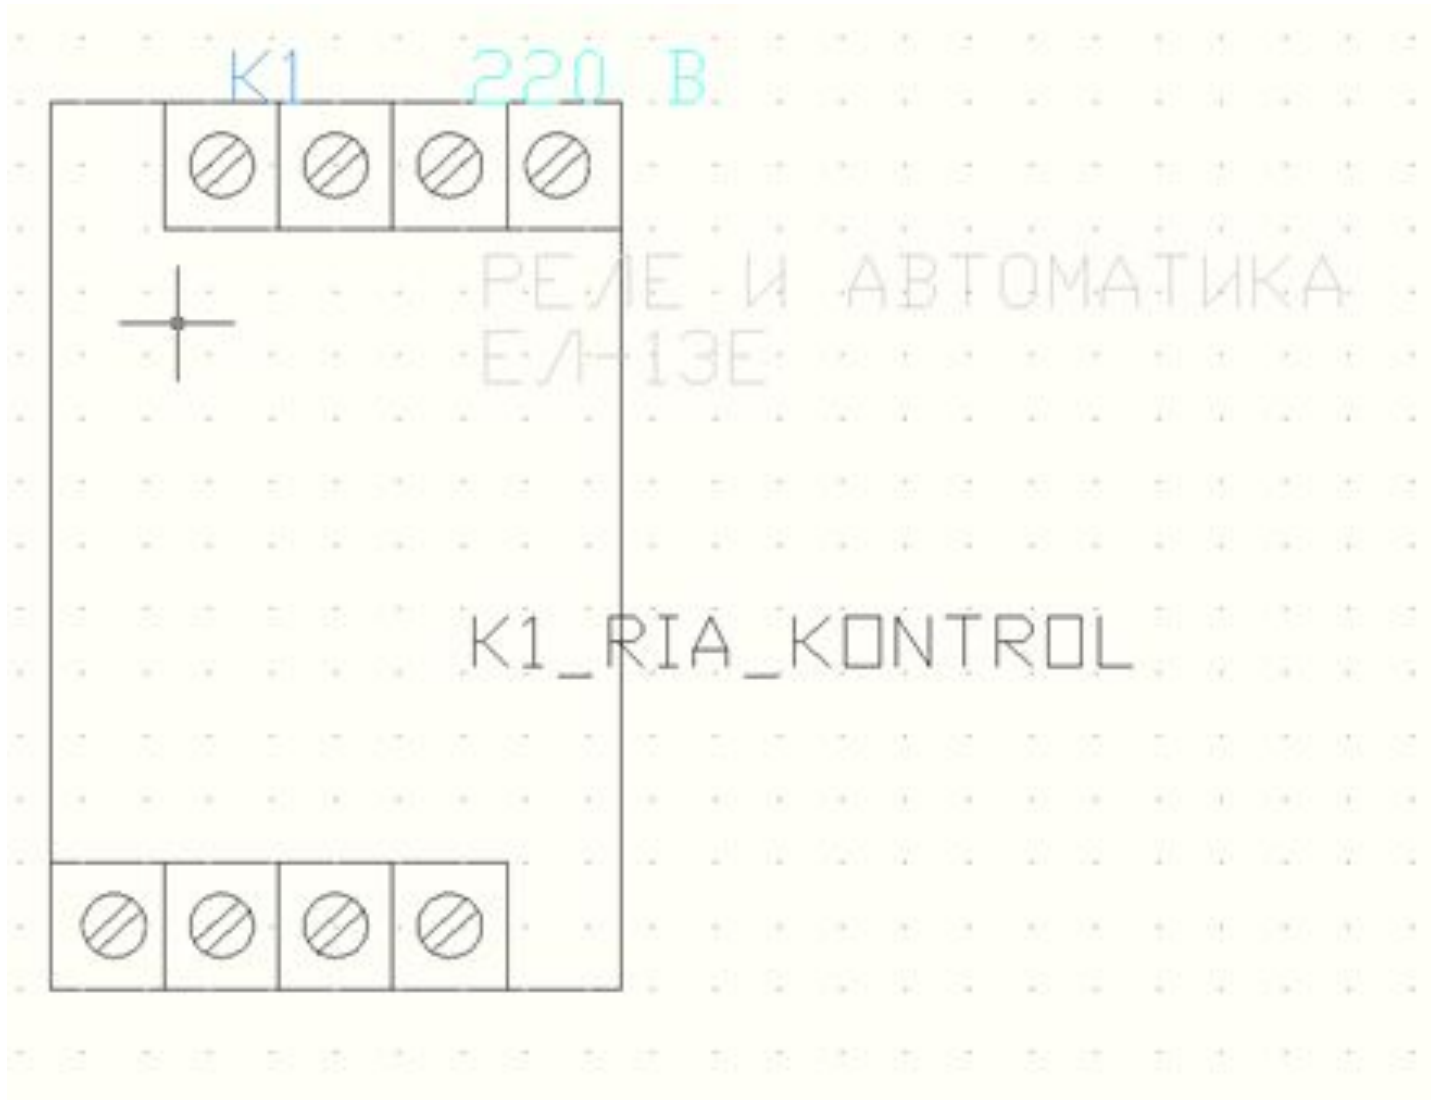 K1 220 В
РЕЛЕ И АВТОМАТИКА
ЕЛ-13Е
K1_RIA_KONTROL